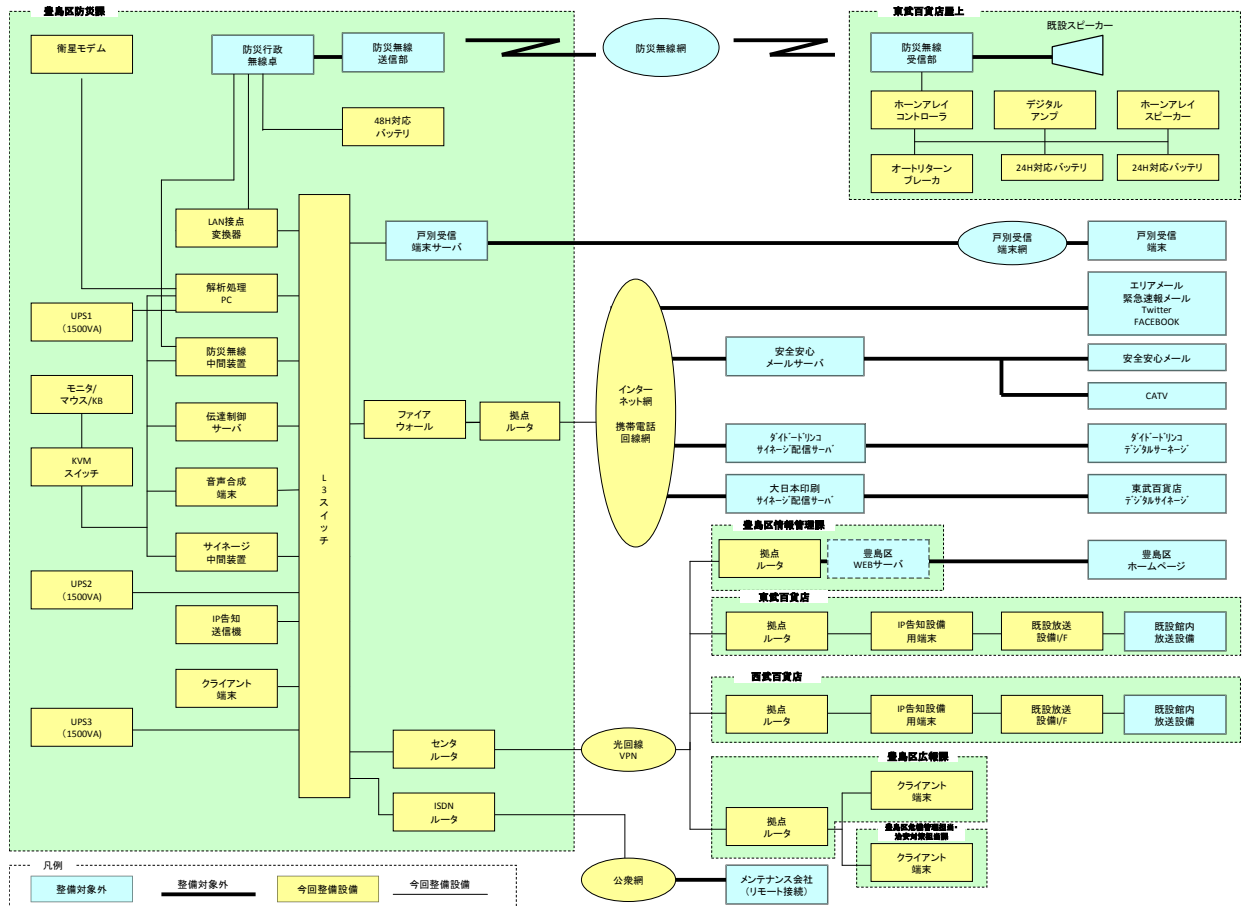 豊島区防災課
衛星モデム
防災行政
無線卓
防災無線
送信部
48H対応
バッテリ
防災無線網
東武百貨店屋上
既設スピーカー
防災無線
受信部
ホーンアレイ
コントローラ
デジタル
アンプ
ホーンアレイ
スピーカー
オートリターン
ブレーカ
24H対応バッテリ
24H対応バッテリ
LAN接点
変換器
解析処理
PC
UPS1
(1500VA)
防災無線
中間装置
モニタ/
マウス/KB
伝達制御
サーバ
KVM
スイッチ
音声合成
端末
サイネージ
中間装置
UPS2
(1500VA)
IP告知
送信機
クライアント
端末
UPS3
(1500VA)
L3スイッチ
戸別受信
端末サーバ
ファイア
ウォール
拠点
ルータ
センタ
ルータ
ISDN
ルータ
戸別受信
端末網
戸別受信
端末
インター
ネット網
携帯電話
回線網
エリアメール
緊急速報メール
Twitter
FACEBOOK
安全安心
メールサーバ
安全安心メール
CATV
ダイドードリンコ
サイネージ配信サーバ
ダイドードリンコ
デジタルサーネージ
大日本印刷
サイネージ配信サーバ
東武百貨店
デジタルサイネージ
豊島区情報管理課
拠点
ルータ
豊島区
WEBサーバ
豊島区
ホームページ
東武百貨店
拠点
ルータ
IP告知設備
用端末
既設放送
設備I/F
既設館内
放送設備
西武百貨店
拠点
ルータ
IP告知設備
用端末
既設放送
設備I/F
既設館内
放送設備
光回線
VPN
豊島区広報課
クライアント
端末
拠点
ルータ
豊島区危機管理担当・
治安対策担当課
クライアント
端末
公衆網
メンテナンス会社
(リモート接続)
凡例
整備対象外
整備対象外
今回整備設備
今回整備設備